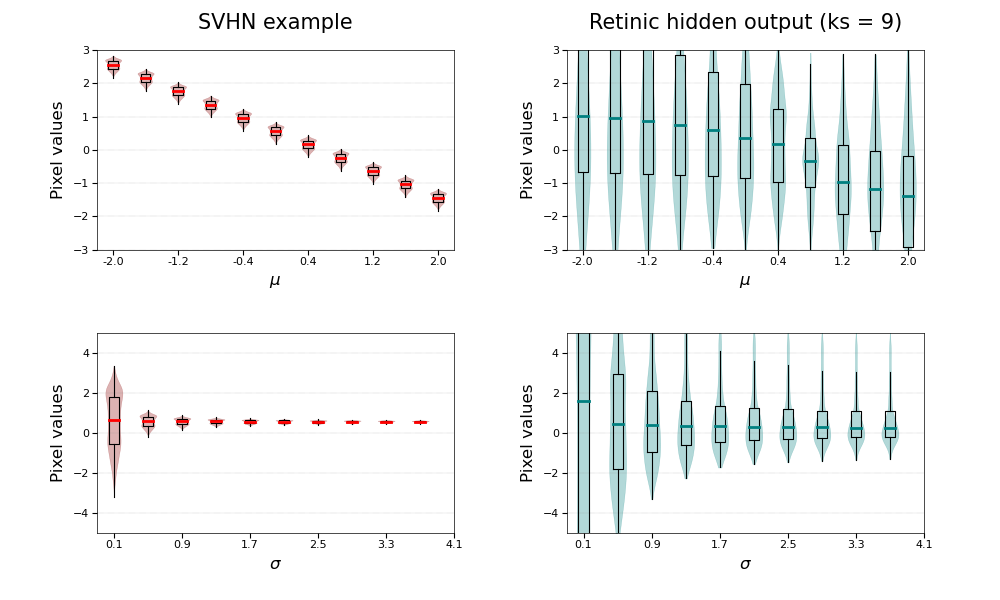 SVHN example
Retinic hidden output (ks = 9)
Pixel values
3
2
1
0
−1
−2
−3
-2.0 -1.2 -0.4 0.4 1.2 2.0
μ
Pixel values
3
2
1
0
−1
−2
−3
-2.0 -1.2 -0.4 0.4 1.2 2.0
μ
Pixel values
4
2
0
−2
−4
0.1 0.9 1.7 2.5 3.3 4.1
σ
Pixel values
4
2
0
−2
−4
0.1 0.9 1.7 2.5 3.3 4.1
σ